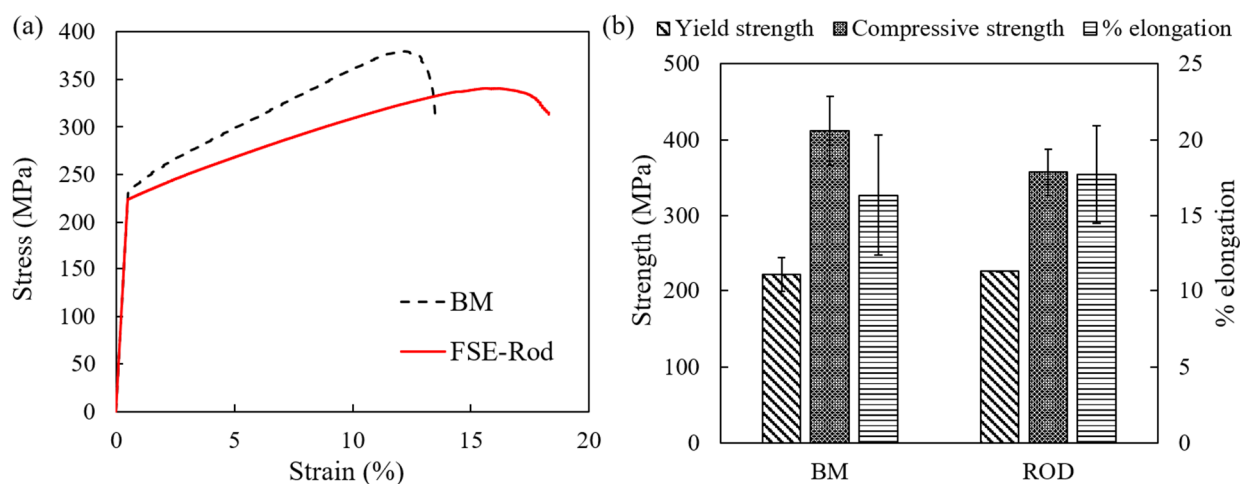 (a)
400
350
300
250
200
150
100
50
0
Stress (MPa)
0 5 10 15 20
Strain (%)
BM
FSE-Rod
(b)
Yield strength Compressive strength % elongation
500
400
300
200
100
0
Strength (MPa)
25
20
15
10
5
0
% elongation
BM ROD